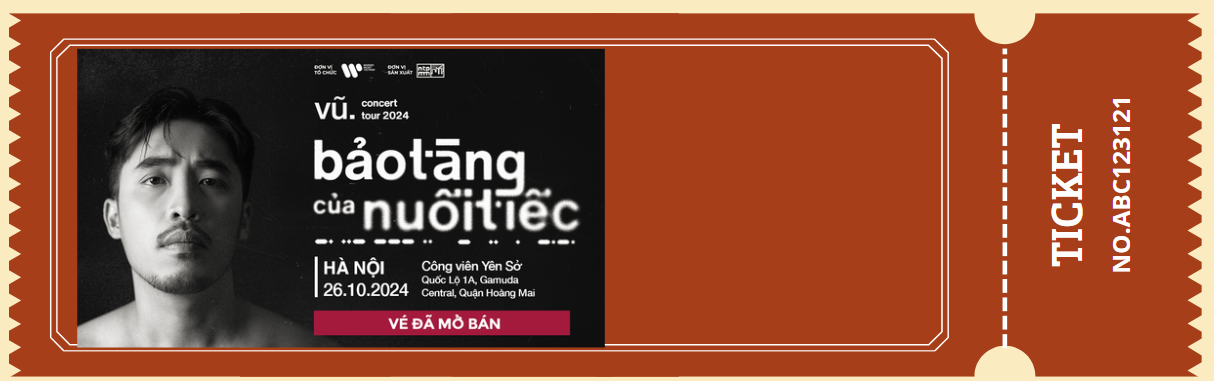 ĐƠN VỊ
TỔ CHỨC
ĐƠN VỊ
SẢN XUẤT
vũ.
concert
tour 2024
bảotàng
của nuối tiếc
HÀ NỘI
26.10.2024
Công viên Yên Sở
Quốc Lộ 1A, Gamuda
Central, Quận Hoàng Mai
VÉ ĐÃ MỞ BÁN
TICKET
NO.ABC123121